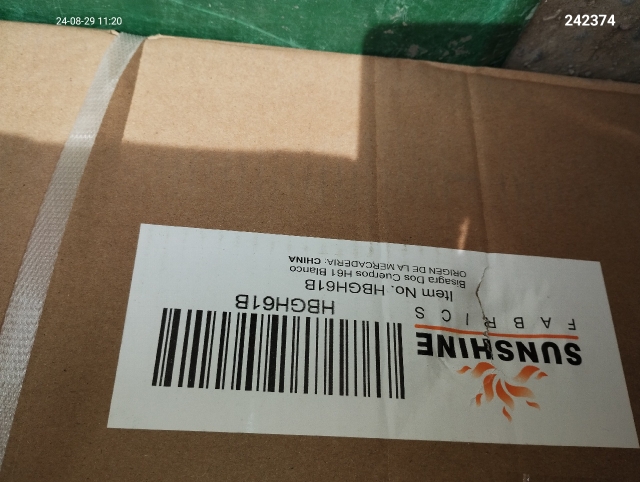 24-08-29 11:20
242374
SUNSHINE
FABRICS
HBGH61B
Item No. HBGH61B
Bisagra Dos Cuerpos H61 Blanco
ORIGEN DE LA MERCADERIA: CHINA